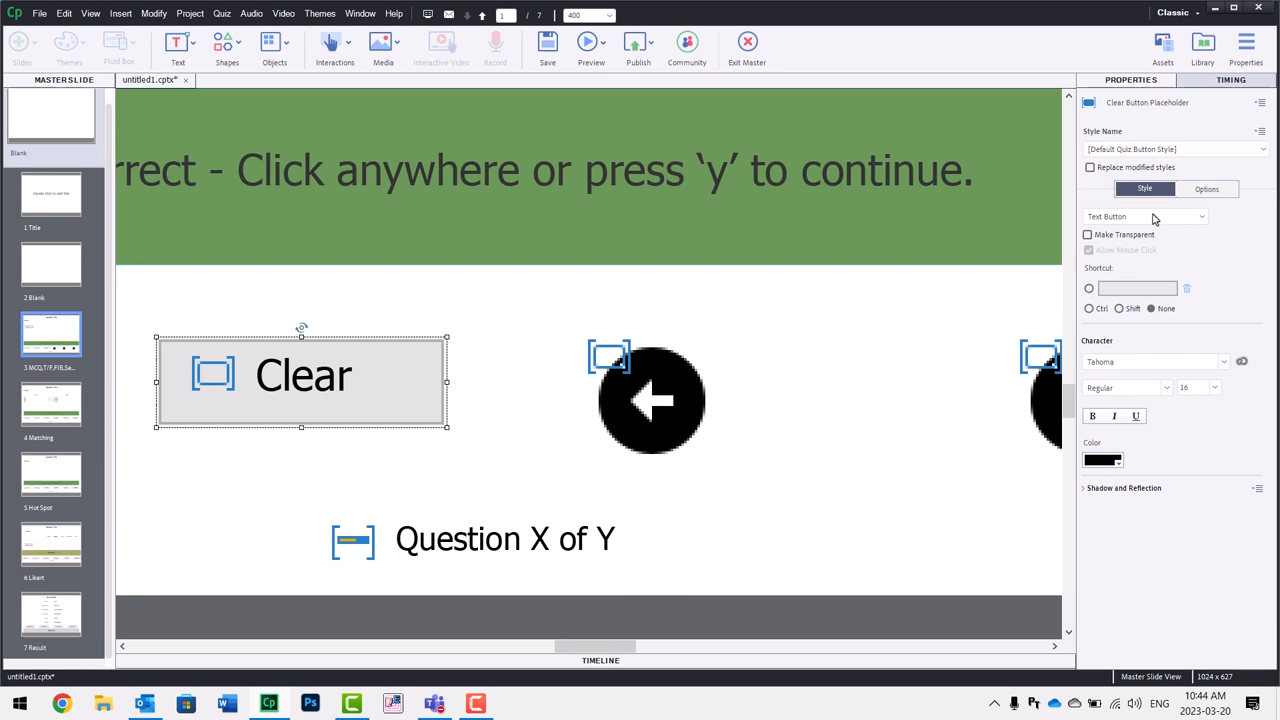 Cp File Edit View Insert Modify Project Quiz Audio Video Themes Window Help 1 / 7 400 Classic
Slides Themes Fluid Box Text Shapes Objects Interactions Media Interactive Video Record Save Preview Publish Community Exit Master Assets Library Properties
MASTER SLIDE
untitled1.cptx* ×
PROPERTIES
TIMING
Blank
1 Title
2 Blank
3 MCQ,T/F,FIB,Se...
4 Matching
5 Hot Spot
6 Likert
7 Result
rrect - Click anywhere or press ‘y’ to continue.
Clear
Question X of Y
TIMELINE
Clear Button Placeholder
Style Name
[Default Quiz Button Style]
Replace modified styles
Style Options
Text Button
Make Transparent
Allow Mouse Click
Shortcut:
Ctrl Shift None
Character
Tahoma
Regular 16
B I U
Color
Shadow and Reflection
untitled1.cptx*
Master Slide View 1024 x 627
ENG
10:44 AM
2023-03-20